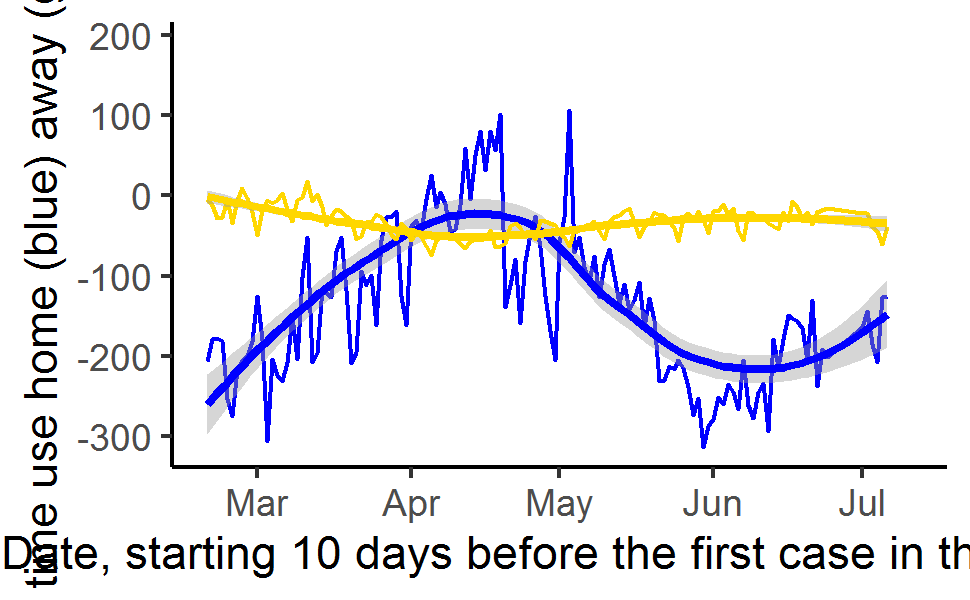 time use home (blue) away (
200
100
0
-100
-200
-300
Mar Apr May Jun Jul
Date, starting 10 days before the first case in th